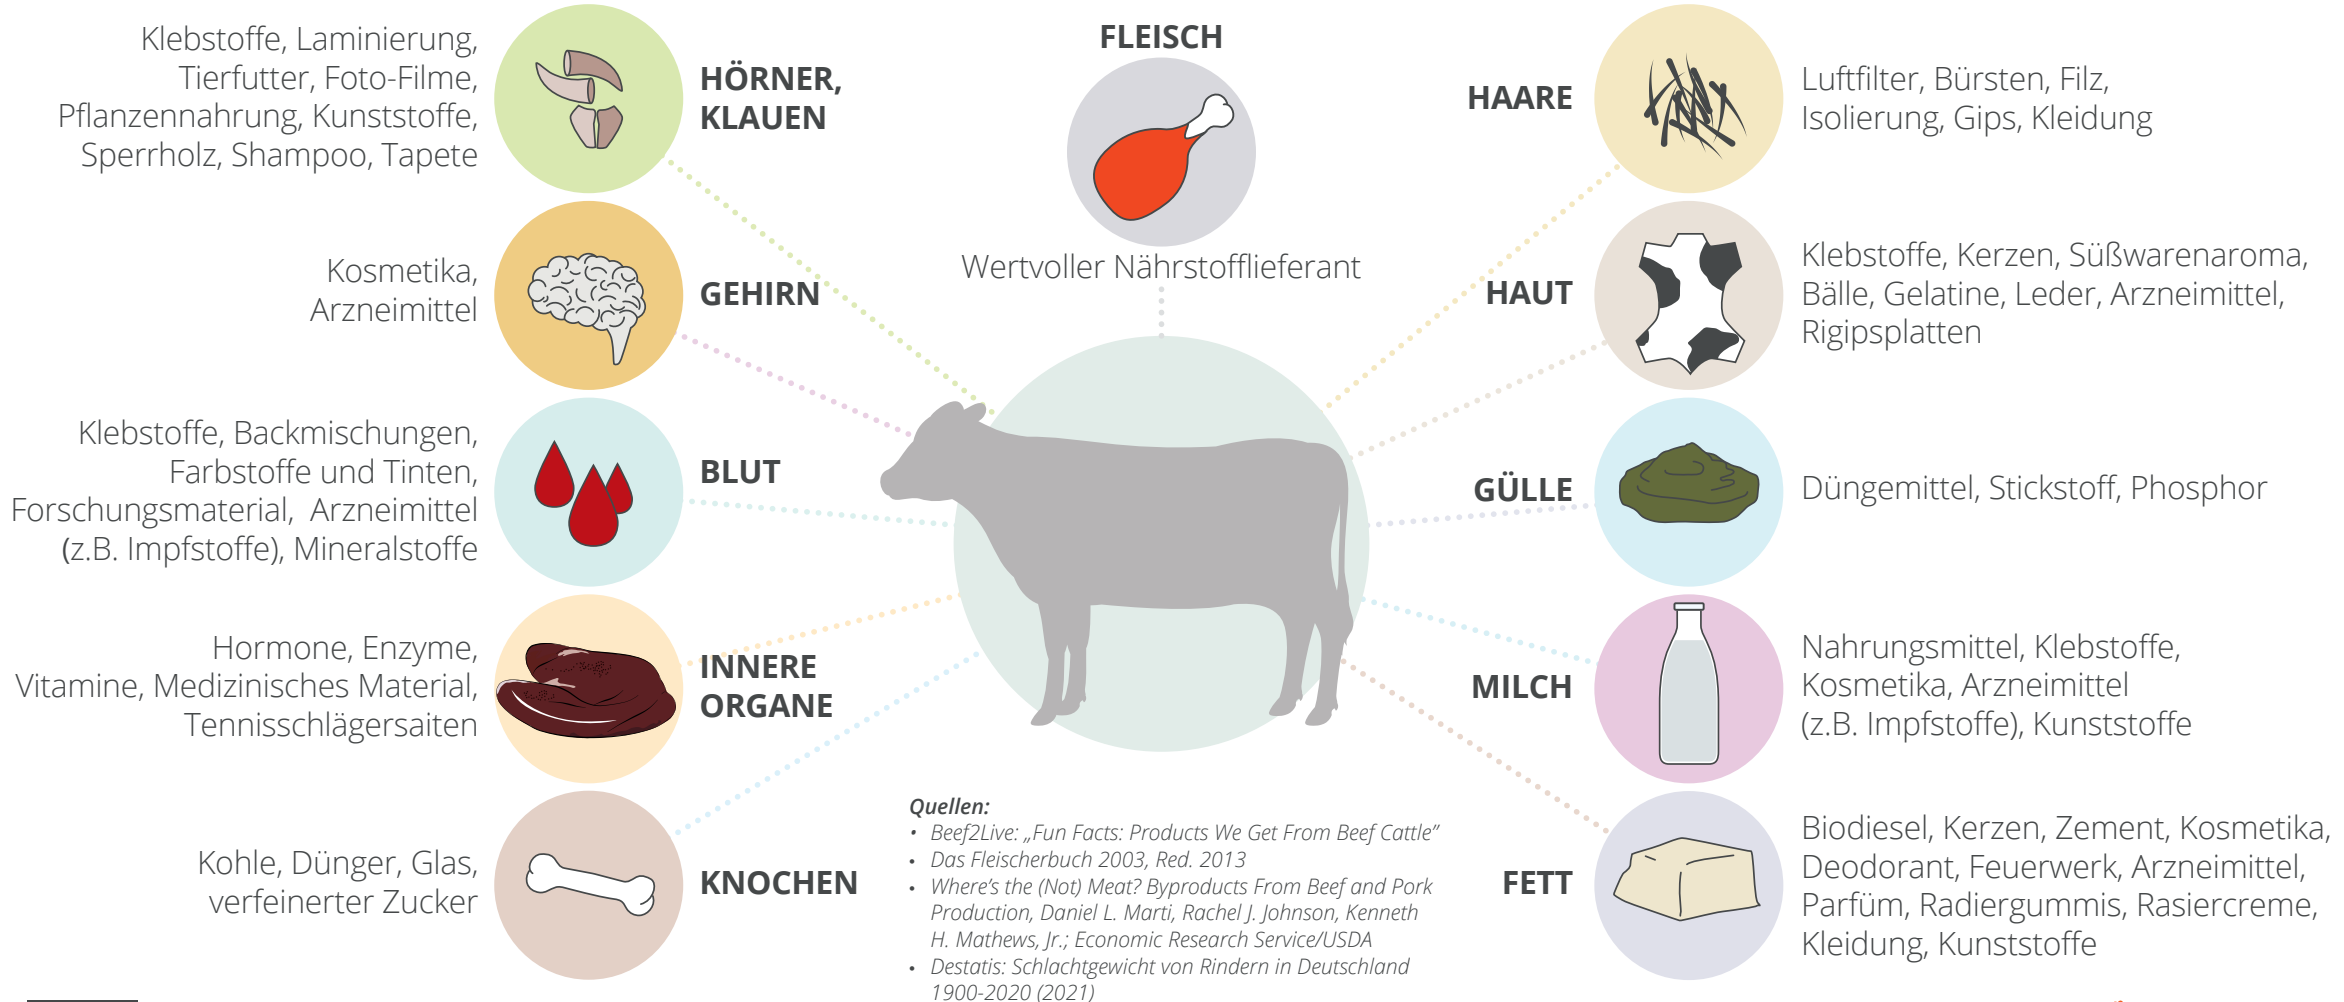 Klebstoffe, Laminierung,
Tierfutter, Foto-Filme,
Pflanzennahrung, Kunststoffe,
Sperrholz, Shampoo, Tapete
HÖRNER,
KLAUEN
Kosmetika,
Arzneimittel
GEHIRN
Klebstoffe, Backmischungen,
Farbstoffe und Tinten,
Forschungsmaterial, Arzneimittel
(z.B. Impfstoffe), Mineralstoffe
BLUT
Hormone, Enzyme,
Vitamine, Medizinisches Material,
Tennisschlägersaiten
INNERE
ORGANE
Kohle, Dünger, Glas,
verfeinerter Zucker
KNOCHEN
FLEISCH
Wertvoller Nährstofflieferant
Quellen:
• Beef2Live: „Fun Facts: Products We Get From Beef Cattle”
• Das Fleischerbuch 2003, Red. 2013
• Where’s the (Not) Meat? Byproducts From Beef and Pork
Production, Daniel L. Marti, Rachel J. Johnson, Kenneth
H. Mathews, Jr.; Economic Research Service/USDA
• Destatis: Schlachtgewicht von Rindern in Deutschland
1900-2020 (2021)
HAARE
Luftfilter, Bürsten, Filz,
Isolierung, Gips, Kleidung
HAUT
Klebstoffe, Kerzen, Süßwarenaroma,
Bälle, Gelatine, Leder, Arzneimittel,
Rigipsplatten
GÜLLE
Düngemittel, Stickstoff, Phosphor
MILCH
Nahrungsmittel, Klebstoffe,
Kosmetika, Arzneimittel
(z.B. Impfstoffe), Kunststoffe
FETT
Biodiesel, Kerzen, Zement, Kosmetika,
Deodorant, Feuerwerk, Arzneimittel,
Parfüm, Radiergummis, Rasiercreme,
Kleidung, Kunststoffe